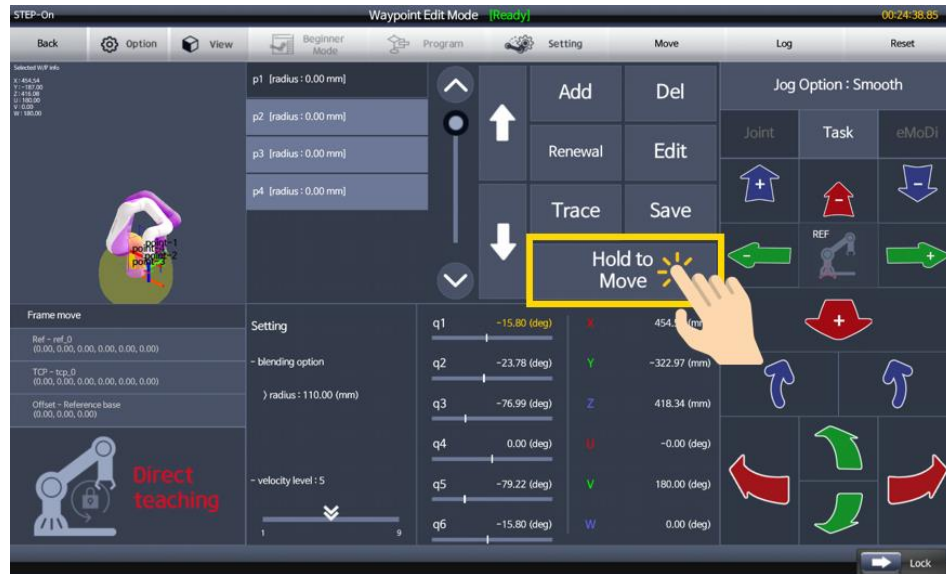 STEP-On
Waypoint Edit Mode [Ready]
00:24:38.85
Back
Option
View
Beginner
Mode
Program
Setting
Move
Log
Reset
Selected W/P info
X : 454.54
Y : -187.00
Z : 416.08
U : 180.00
V : 0.00
W : 180.00
point-1
point-2
p1 [radius : 0.00 mm]
p2 [radius : 0.00 mm]
p3 [radius : 0.00 mm]
p4 [radius : 0.00 mm]
Add
Del
Renewal
Edit
Trace
Save
Hold to
Move
Jog Option : Smooth
Joint
Task
eMoDi
+
-
-
REF
-
+
+
Frame move
Ref - ref_0
(0.00, 0.00, 0.00, 0.00, 0.00, 0.00)
TCP - tcp_0
(0.00, 0.00, 0.00, 0.00, 0.00, 0.00)
Offset - Reference base
(0.00, 0.00, 0.00)
Direct
teaching
Setting
- blending option
) radius : 110.00 (mm)
- velocity level : 5
1 9
q1 -15.80 (deg) X
q2 -23.78 (deg) Y -322.97 (mm)
q3 -76.99 (deg) Z 418.34 (mm)
q4 0.00 (deg) U -0.00 (deg)
q5 -79.22 (deg) V 180.00 (deg)
q6 -15.80 (deg) W 0.00 (deg)
Lock